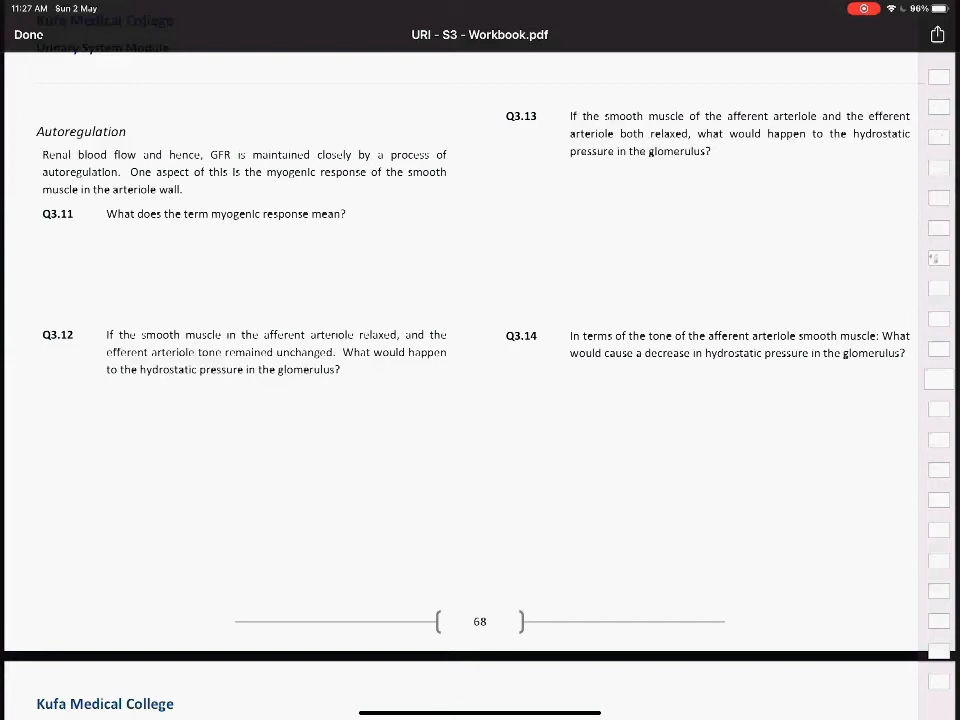 11:27 AM Sun 2 May
96%
Kufa Medical College
Done
URI - S3 - Workbook.pdf
Urinary System Module
Autoregulation
Renal blood flow and hence, GFR is maintained closely by a process of
autoregulation. One aspect of this is the myogenic response of the smooth
muscle in the arteriole wall.
Q3.11 What does the term myogenic response mean?
Q3.12 If the smooth muscle in the afferent arteriole relaxed, and the
efferent arteriole tone remained unchanged. What would happen
to the hydrostatic pressure in the glomerulus?
Q3.13 If the smooth muscle of the afferent arteriole and the efferent
arteriole both relaxed, what would happen to the hydrostatic
pressure in the glomerulus?
Q3.14 In terms of the tone of the afferent arteriole smooth muscle: What
would cause a decrease in hydrostatic pressure in the glomerulus?
68
Kufa Medical College